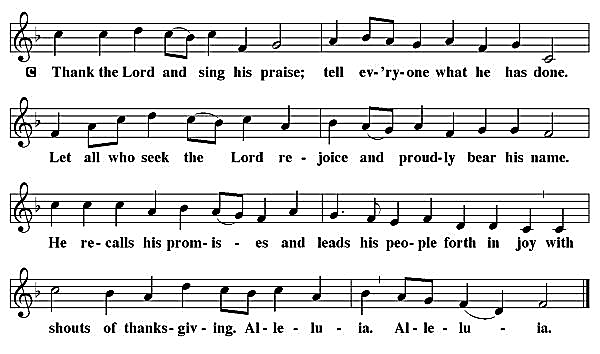 C Thank the Lord and sing his praise; tell ev-'ry-one what he has done.
Let all who seek the Lord re-joice and proud-ly bear his name.
He re-calls his prom-is-es and leads his peo-ple forth in joy with
shouts of thanks-giv-ing. Al-le-lu-ia. Al-le-lu-ia.